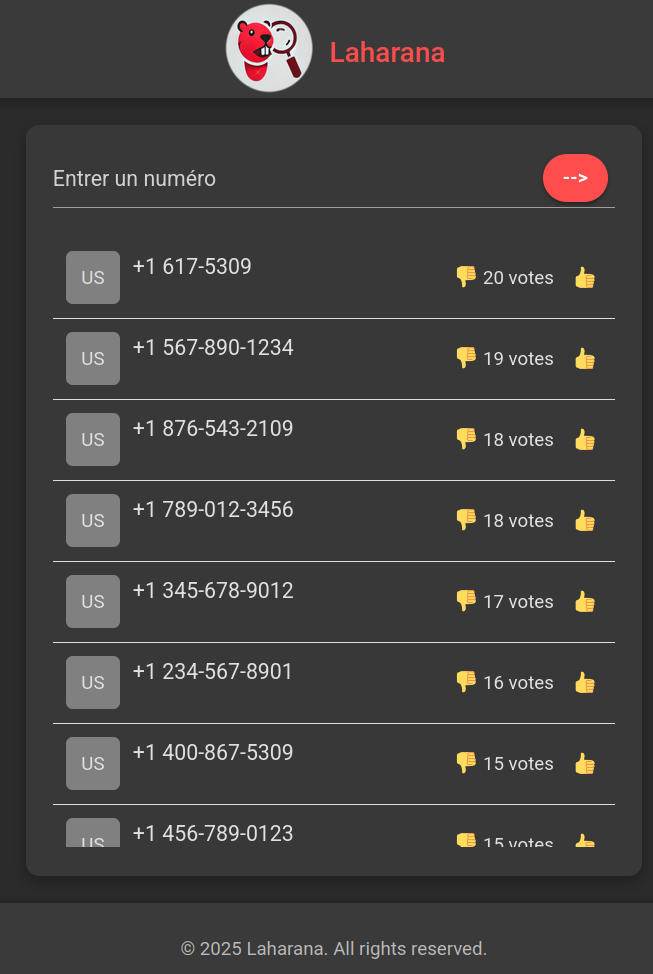 Laharana
Entrer un numéro -->
US +1 617-5309 👎 20 votes 👍
US +1 567-890-1234 👎 19 votes 👍
US +1 876-543-2109 👎 18 votes 👍
US +1 789-012-3456 👎 18 votes 👍
US +1 345-678-9012 👎 17 votes 👍
US +1 234-567-8901 👎 16 votes 👍
US +1 400-867-5309 👎 15 votes 👍
US +1 456-789-0123 👎 15 votes 👍
© 2025 Laharana. All rights reserved.